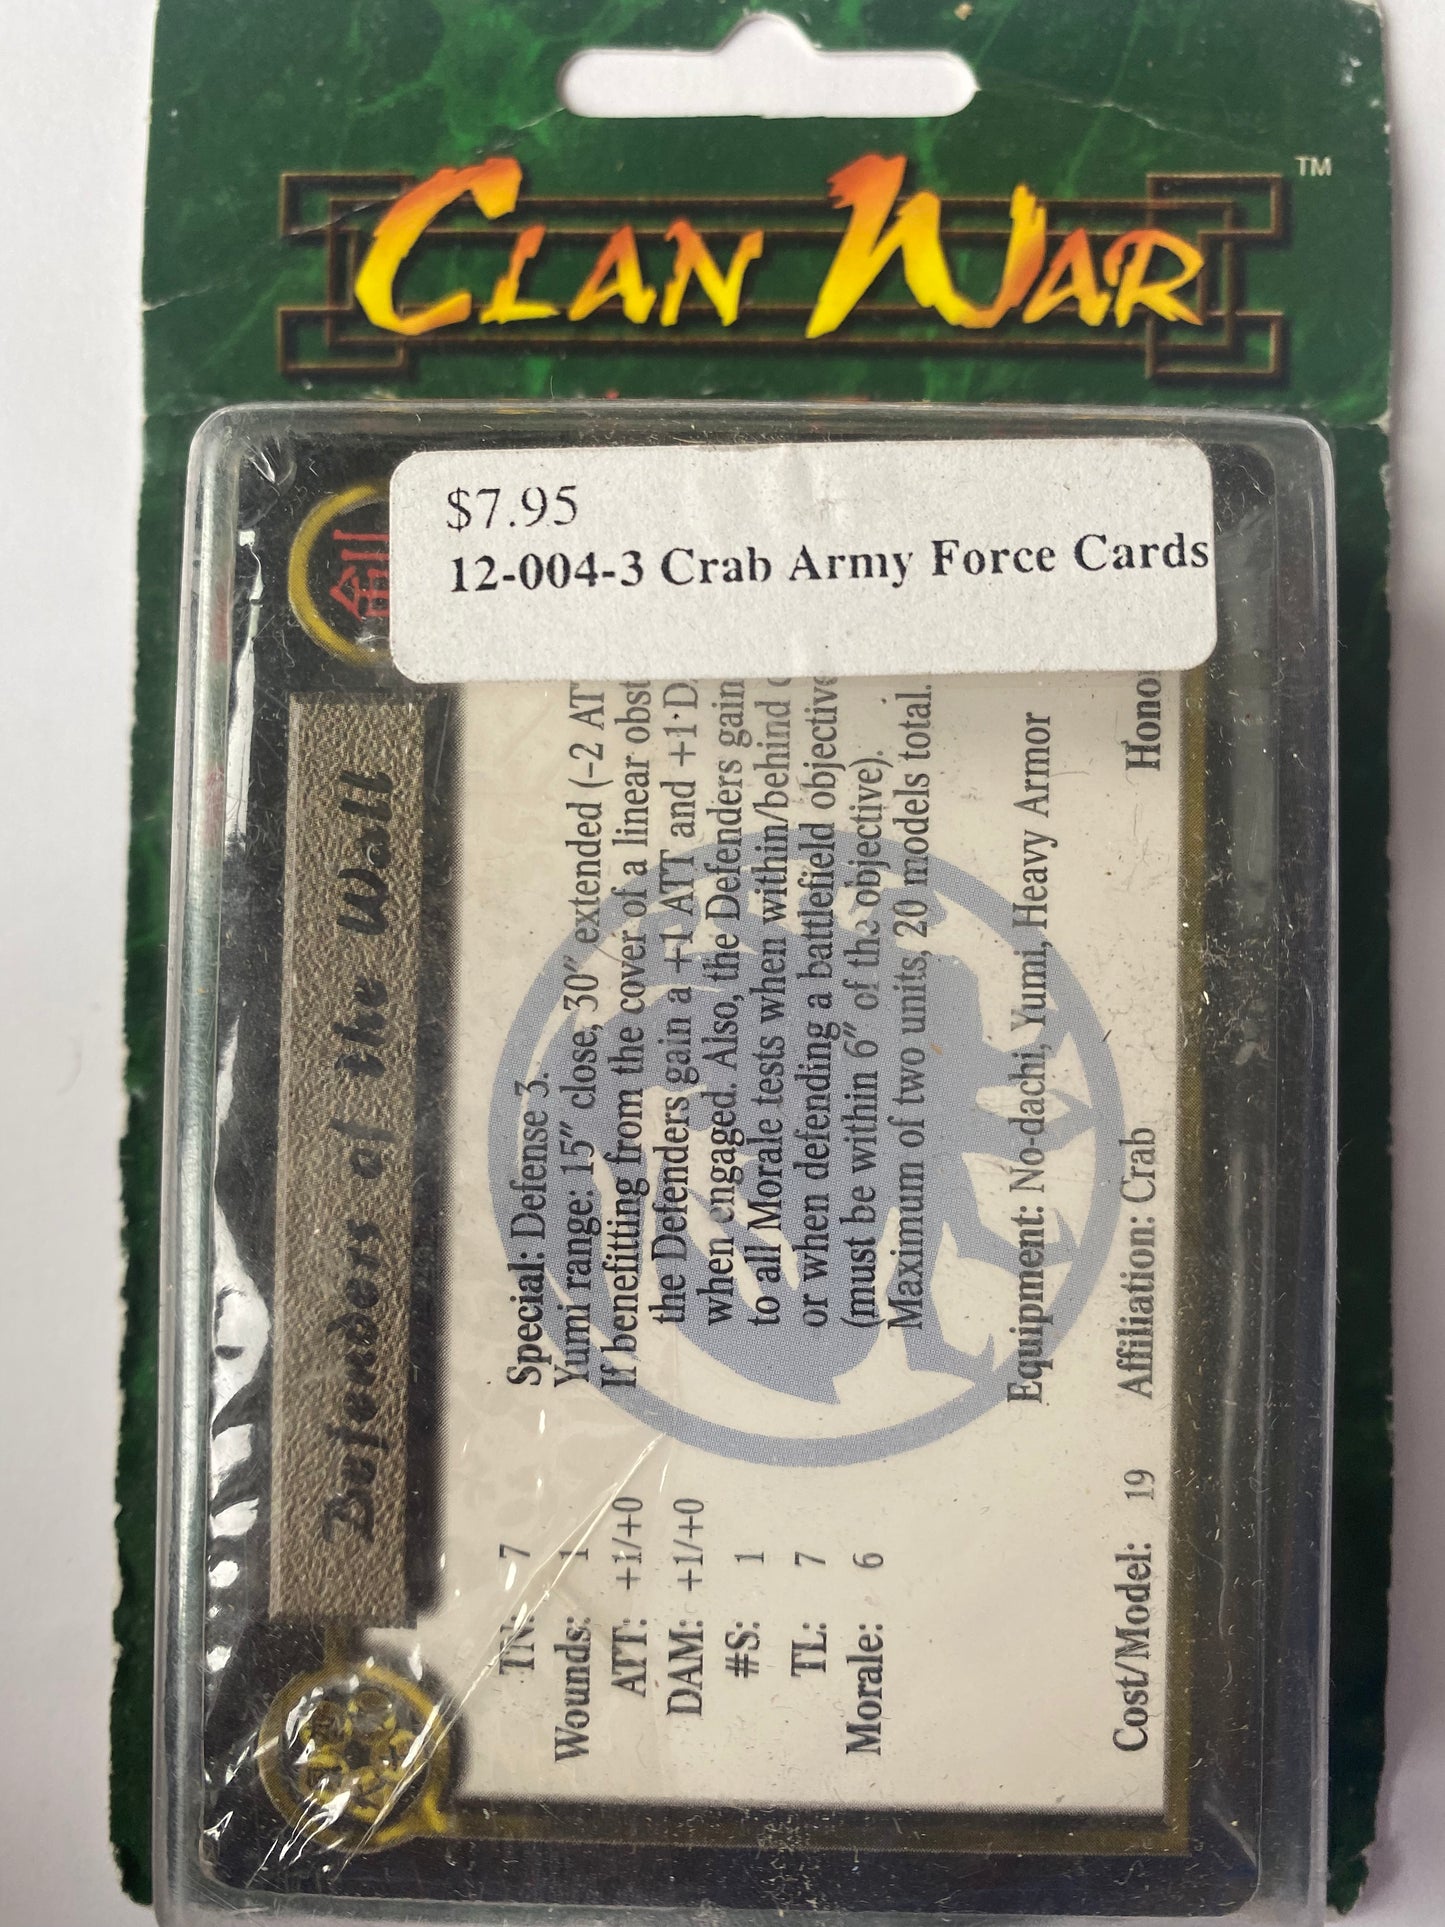 CLAN WAR TM
$7.95
12-004-3 Crab Army Force Cards
Defenders of the Wall
TN: 7
Wounds: 1
ATT: +1/+0
DAM: +1/+0
#S: 1
TL: 7
Morale: 6
Special: Defense 3.
Yumi range: 15" close, 30" extended (-2 AT
If benefitting from the cover of a linear obst
the Defenders gain a +1 ATT and +1 D
when engaged. Also, the Defenders gain
to all Morale tests when within/behind
or when defending a battlefield objective
(must be within 6" of the objective).
Maximum of two units, 20 models total.
Equipment: No-dachi, Yumi, Heavy Armor
Cost/Model: 19 Affiliation: Crab Hono